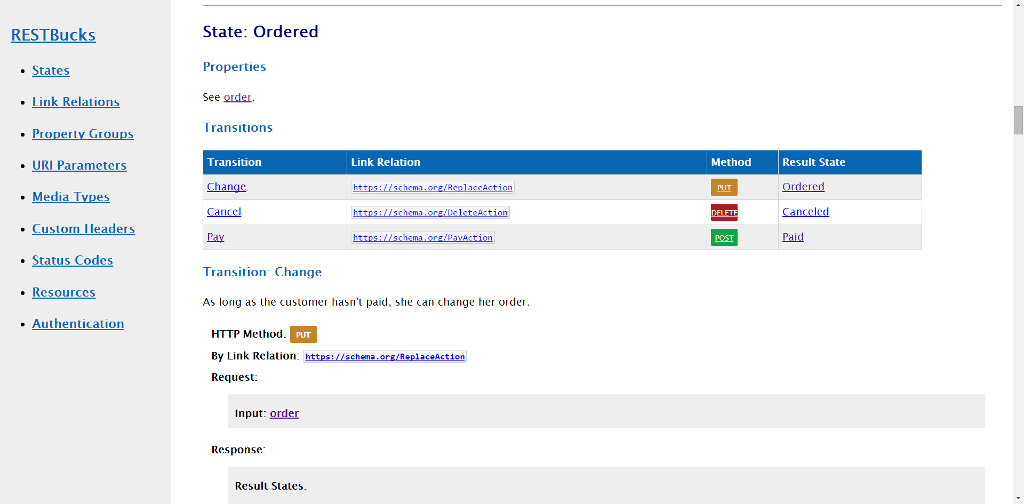 RESTBucks
States
Link Relations
Property Groups
URI Parameters
Media Types
Custom Headers
Status Codes
Resources
Authentication
State: Ordered
Properties
See order.
Transitions
Transition Link Relation Method Result State
Change https://schema.org/ReplaceAction PUT Ordered
Cancel https://schema.org/DeleteAction DELETE Canceled
Pay https://schema.org/PayAction POST Paid
Transition: Change
As long as the customer hasn't paid, she can change her order.
HTTP Method: PUT
By Link Relation: https://schema.org/ReplaceAction
Request:
Input: order
Response:
Result States: